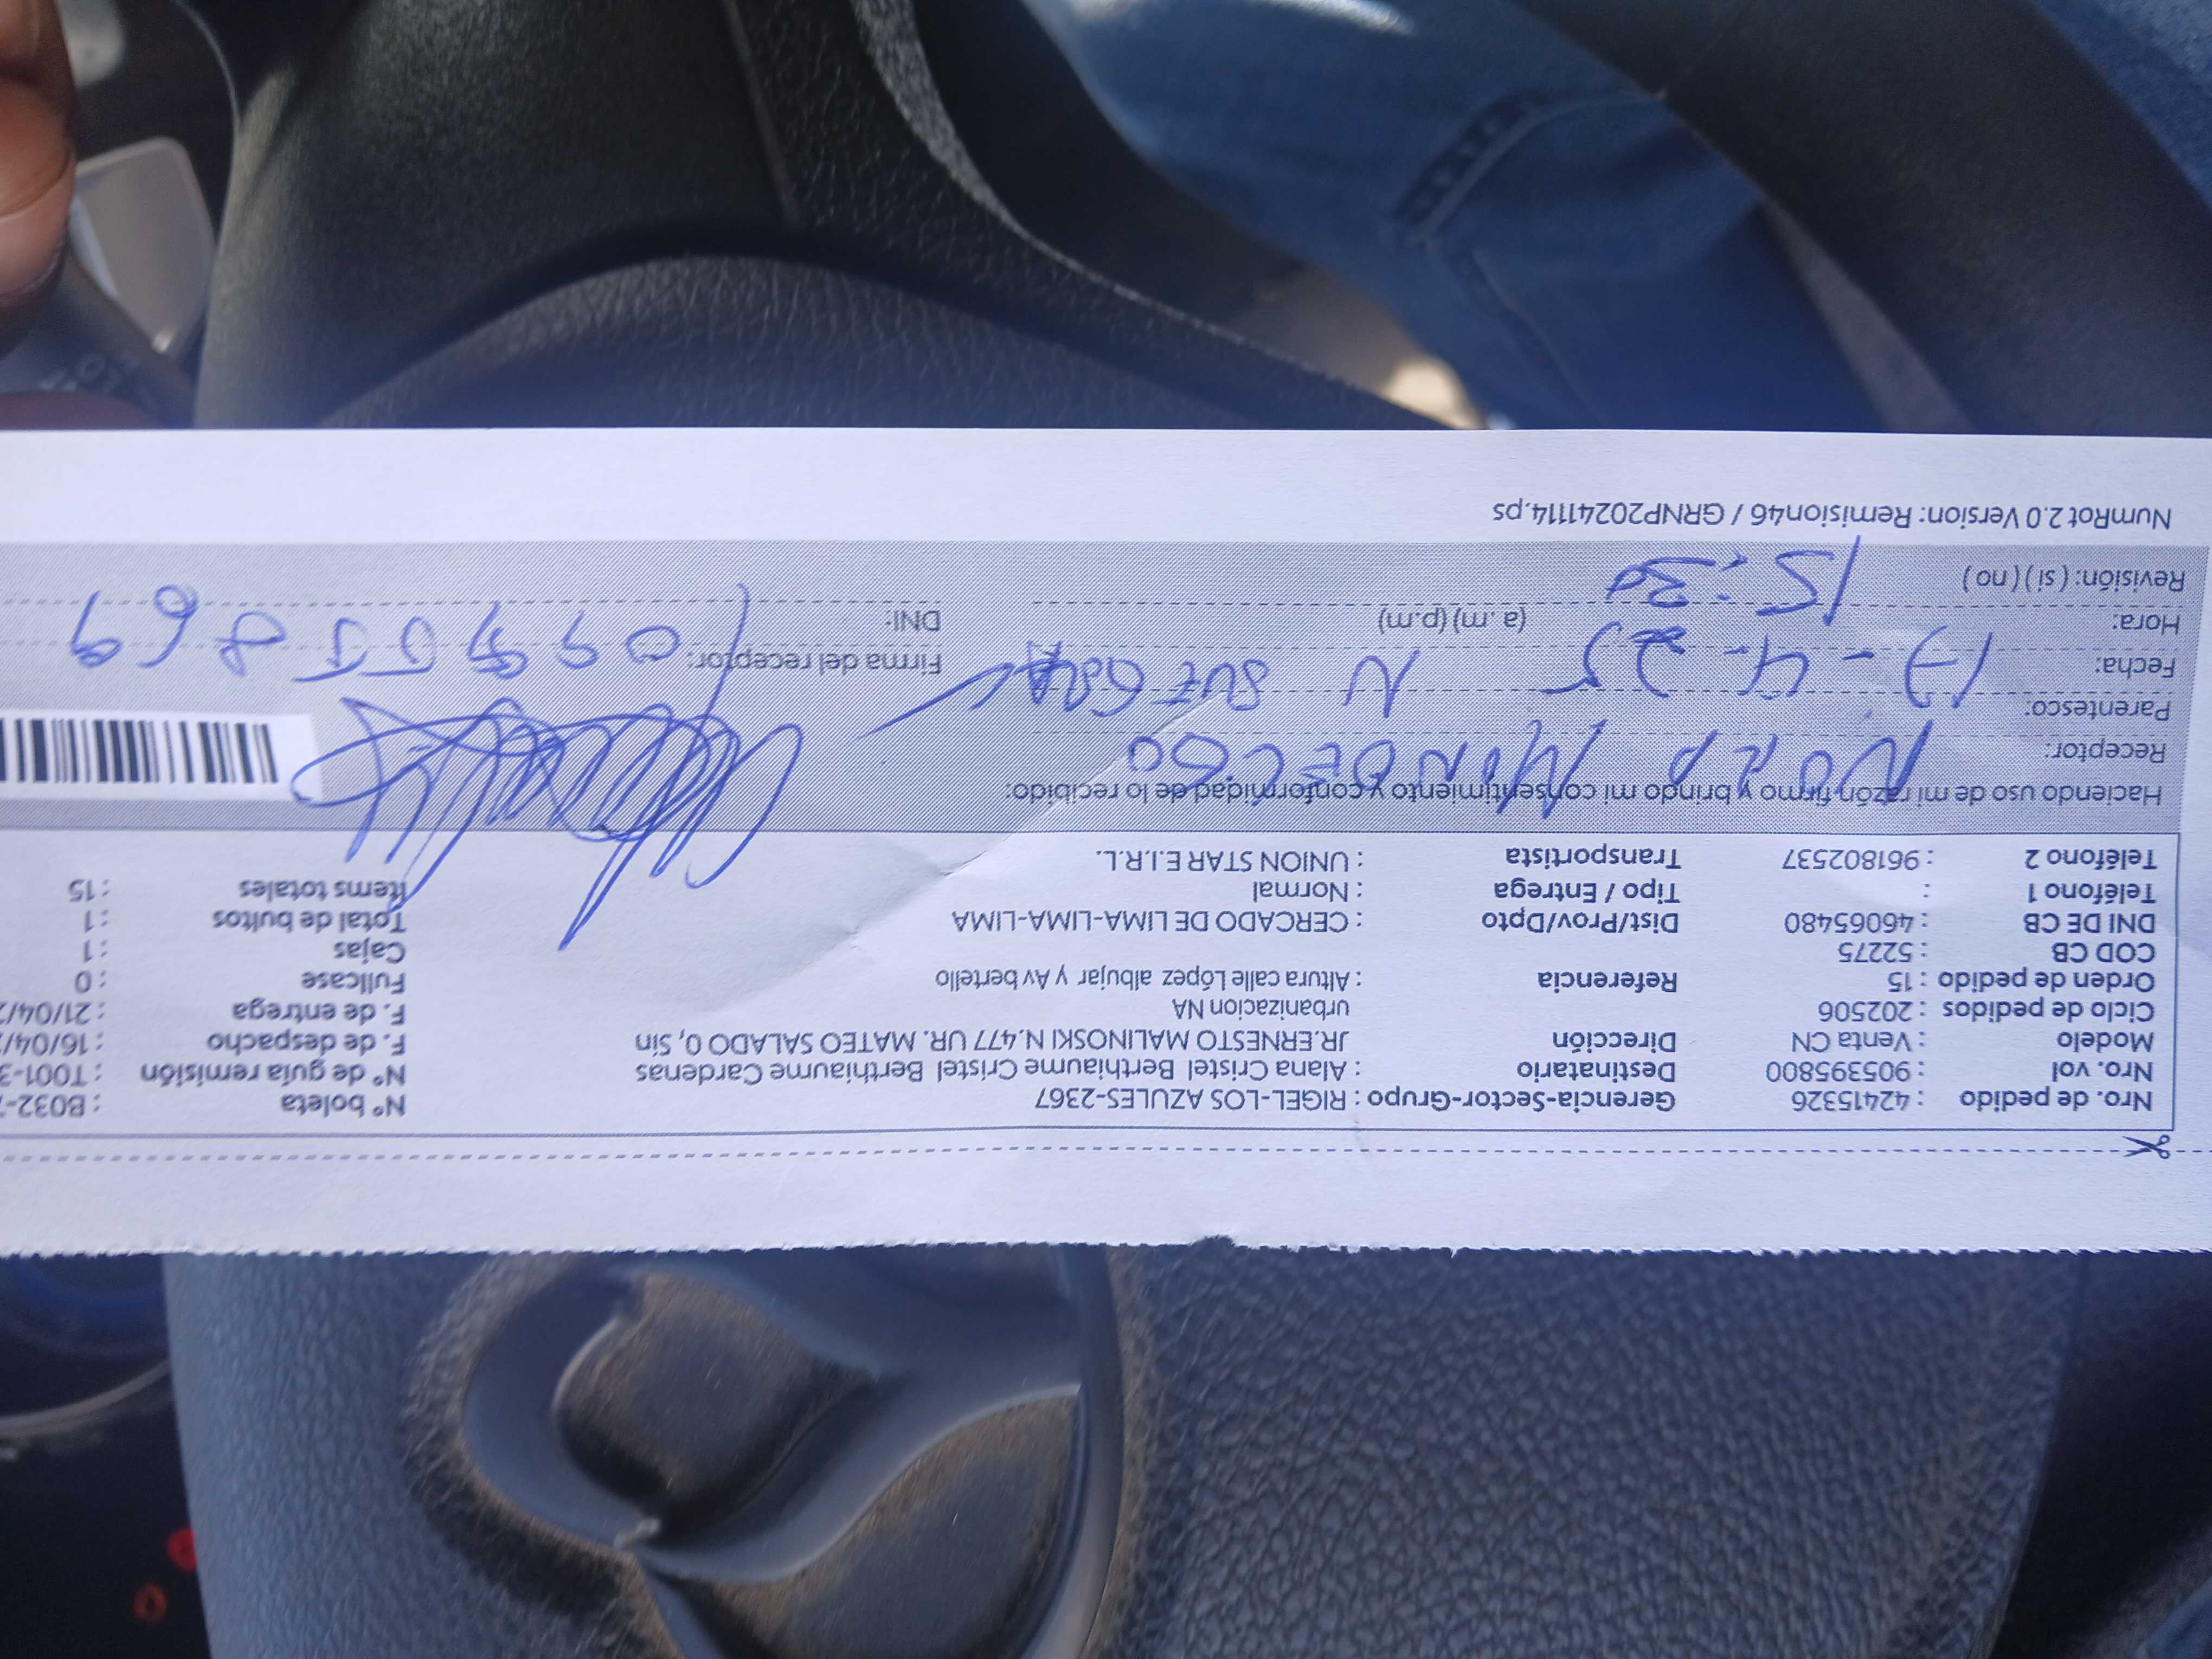 Nro. de pedido : 42415326 Gerencia-Sector-Grupo : RIGEL-LOS AZULES-2367 N° boleta : B032-
Nro. vol : 905395800 Destinatario : Alana Cristel Berthiaume Cristel Berthiaume Cardenas N° de guía remisión : T001-3
Modelo : Venta CN Dirección JR.ERNESTO MALINOSKI N.477 UR. MATEO SALADO 0, Sin F. de despacho : 16/04/2
Ciclo de pedidos : 202506 urbanizacion NA F. de entrega : 21/04/2
Orden de pedido : 15 Referencia : Altura calle López albujar y Av bertello Fullcase : 0
COD CB : 52275 Cajas : 1
DNI DE CB : 46065480 Dist/Prov/Dpto : CERCADO DE LIMA-LIMA-LIMA Total de bultos : 1
Teléfono 1 : Tipo / Entrega : Normal Ítems totales : 15
Teléfono 2 : 961802537 Transportista : UNION STAR E.I.R.L.
Haciendo uso de mi razón firmo y brindo mi consentimiento y conformidad de lo recibido:
Receptor: NORA
Parentesco: SUEGRA
Fecha: 17-4-25 Firma del receptor:
Hora: 15:30 (a.m) (p.m) DNI:
Revisión: ( si ) ( no )
NumRot 2.0 Version: Remision46 / GRNP20241114.ps